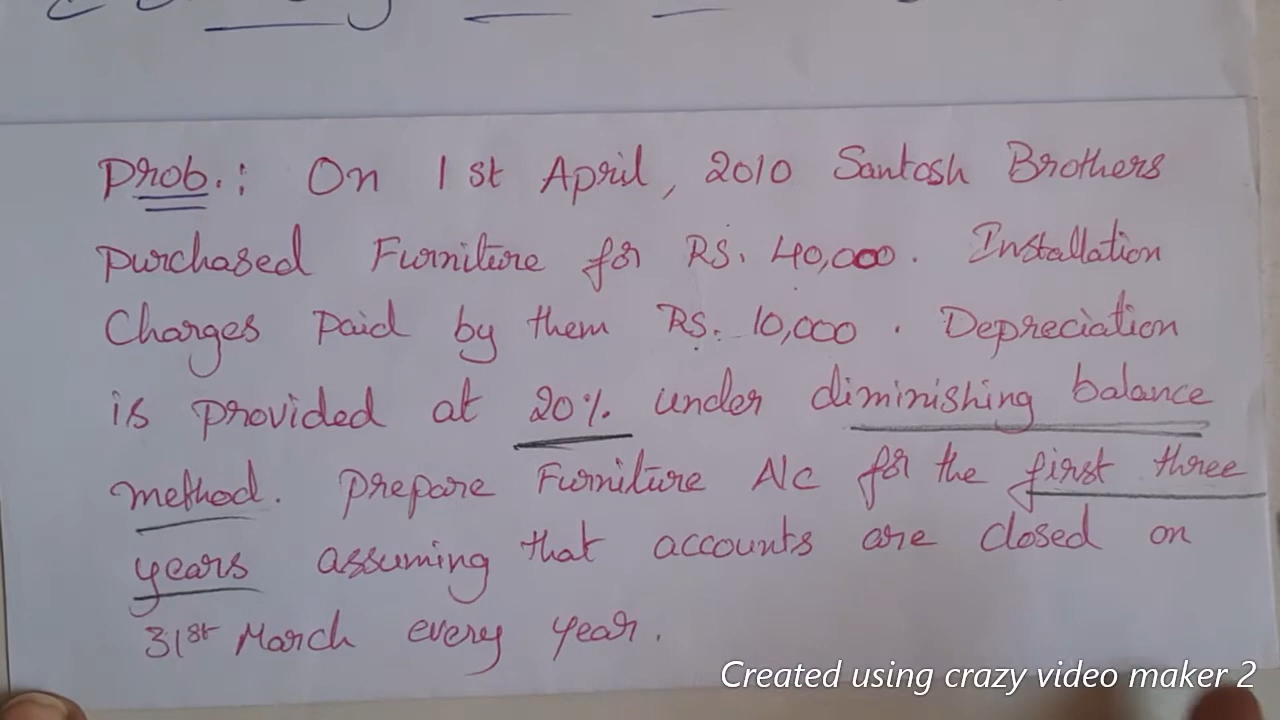 Prob.: On 1st April, 2010 Santosh Brothers
purchased Furniture for Rs. 40,000. Installation
Charges paid by them Rs. 10,000. Depreciation
is provided at 20% under diminishing balance
method. prepare Furniture A/c for the first three
years assuming that accounts are closed on
31st March every year.
Created using crazy video maker 2